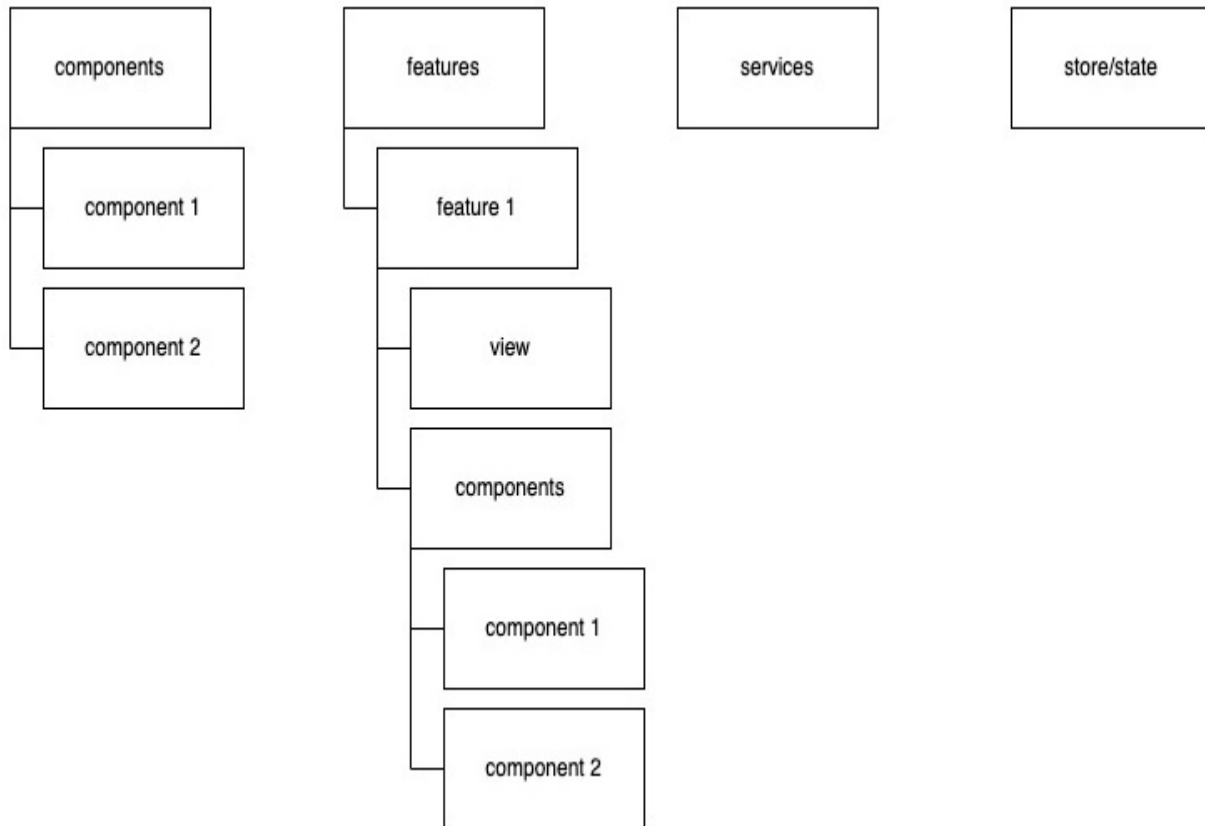 components
features
services
store/state
component 1
feature 1
component 2
view
components
component 1
component 2